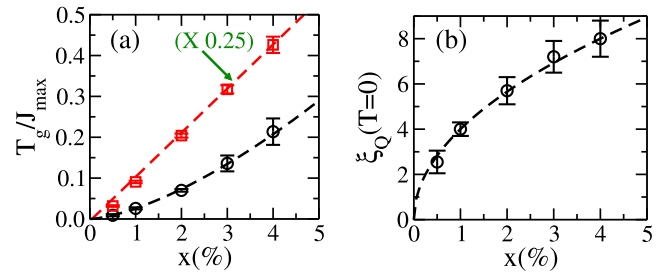 (a)
(X 0.25)
T_g/J_max
0.5
0.4
0.3
0.2
0.1
0.0
0 1 2 3 4 5
x(%)
(b)
ξ_Q(T=0)
8
6
4
2
0
0 1 2 3 4 5
x(%)